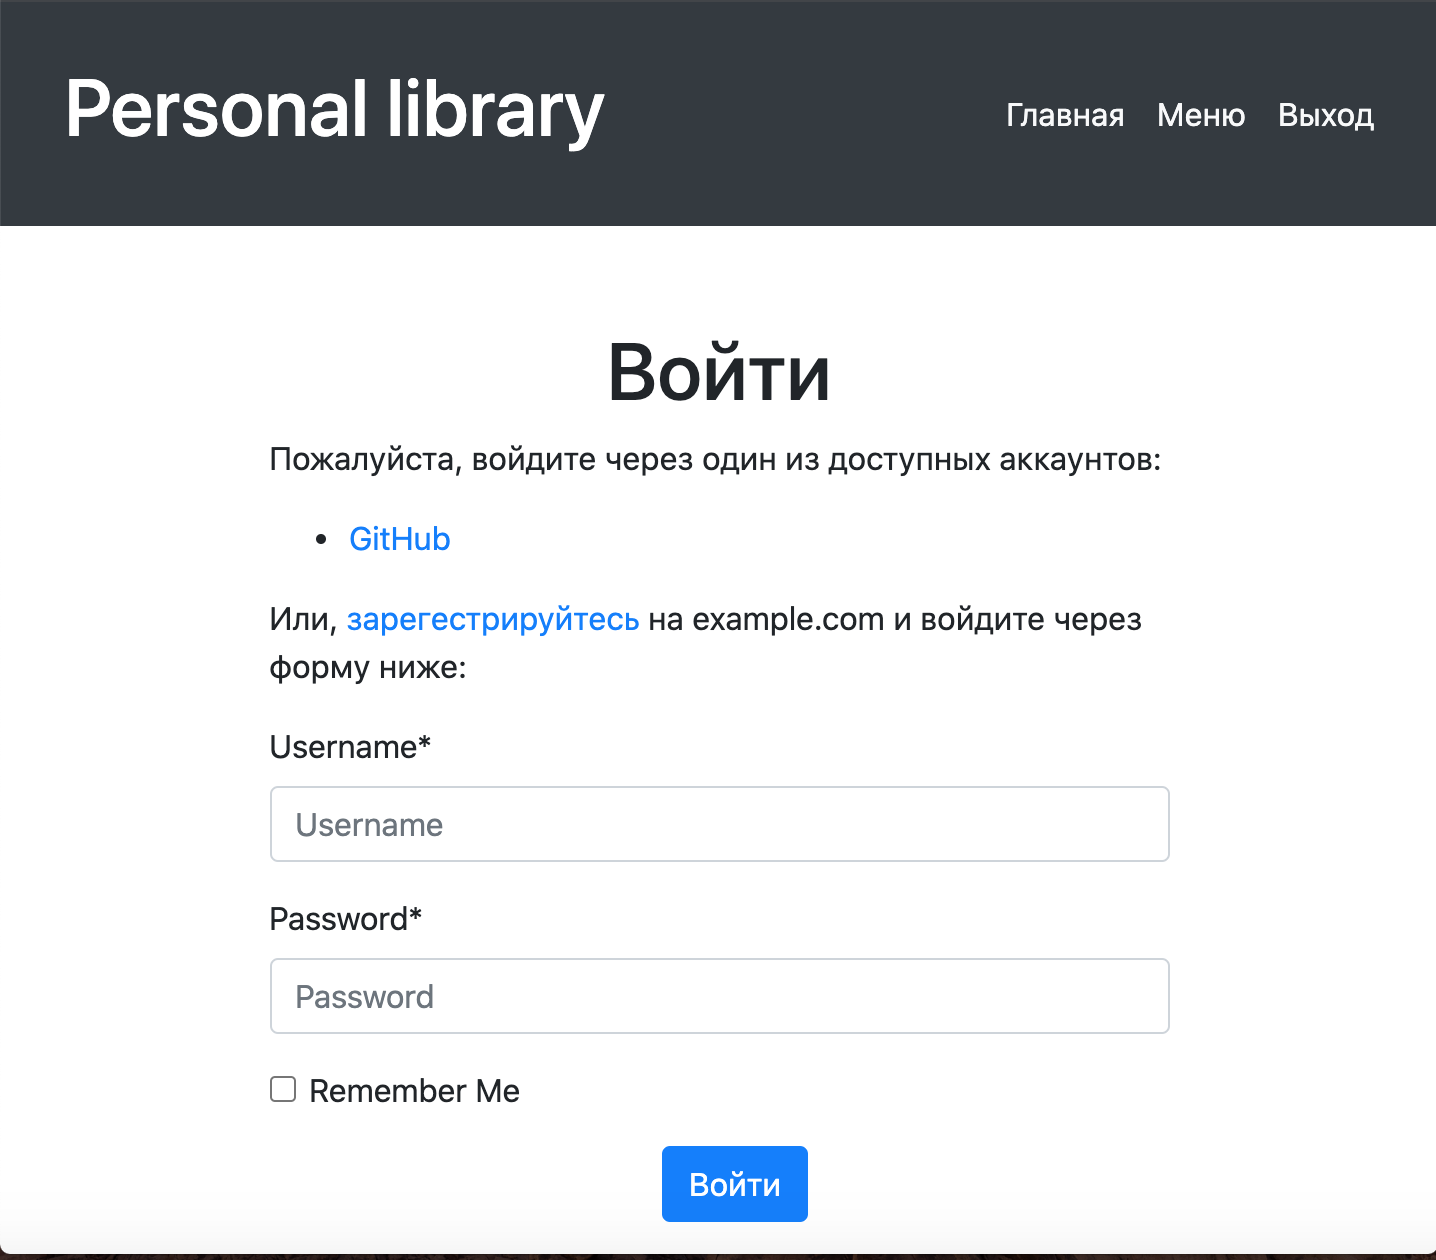 Personal library
Главная Меню Выход
Войти
Пожалуйста, войдите через один из доступных аккаунтов:
• GitHub
Или, зарегестрируйтесь на example.com и войдите через
форму ниже:
Username*
Username
Password*
Password
Remember Me
Войти